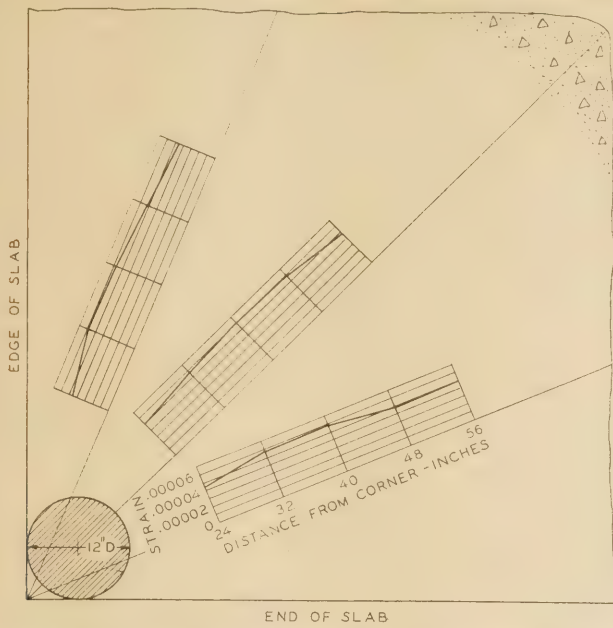 EDGE OF SLAB
STRAIN
.00006
.00004
.00002
0
24
32
40
48
56
DISTANCE FROM CORNER-INCHES
12"D
END OF SLAB